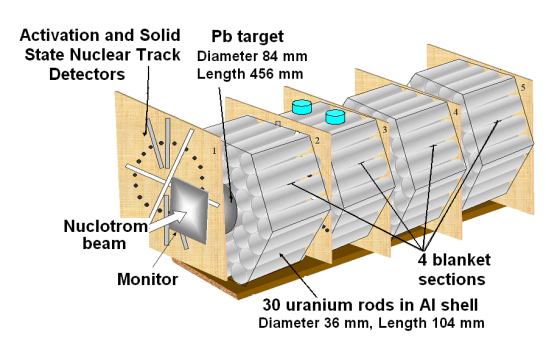 Activation and Solid
State Nuclear Track
Detectors
Pb target
Diameter 84 mm
Length 456 mm
1
2
3
4
5
Nuclotrom
beam
Monitor
4 blanket
sections
30 uranium rods in Al shell
Diameter 36 mm, Length 104 mm